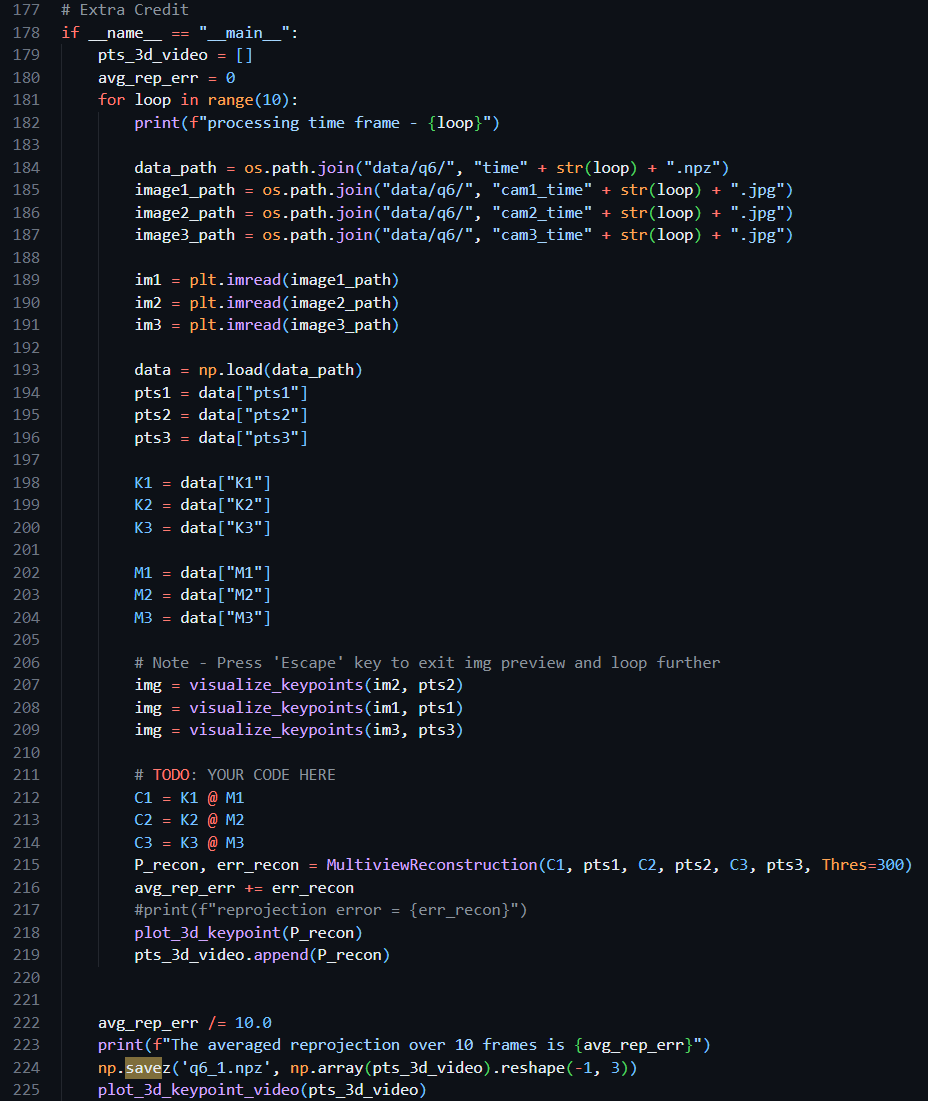 177 # Extra Credit
178 if __name__ == "__main__":
179     pts_3d_video = []
180     avg_rep_err = 0
181     for loop in range(10):
182         print(f"processing time frame - {loop}")
183
184         data_path = os.path.join("data/q6/", "time" + str(loop) + ".npz")
185         image1_path = os.path.join("data/q6/", "cam1_time" + str(loop) + ".jpg")
186         image2_path = os.path.join("data/q6/", "cam2_time" + str(loop) + ".jpg")
187         image3_path = os.path.join("data/q6/", "cam3_time" + str(loop) + ".jpg")
188
189         im1 = plt.imread(image1_path)
190         im2 = plt.imread(image2_path)
191         im3 = plt.imread(image3_path)
192
193         data = np.load(data_path)
194         pts1 = data["pts1"]
195         pts2 = data["pts2"]
196         pts3 = data["pts3"]
197
198         K1 = data["K1"]
199         K2 = data["K2"]
200         K3 = data["K3"]
201
202         M1 = data["M1"]
203         M2 = data["M2"]
204         M3 = data["M3"]
205
206         # Note - Press 'Escape' key to exit img preview and loop further
207         img = visualize_keypoints(im2, pts2)
208         img = visualize_keypoints(im1, pts1)
209         img = visualize_keypoints(im3, pts3)
210
211         # TODO: YOUR CODE HERE
212         C1 = K1 @ M1
213         C2 = K2 @ M2
214         C3 = K3 @ M3
215         P_recon, err_recon = MultiviewReconstruction(C1, pts1, C2, pts2, C3, pts3, Thres=300)
216         avg_rep_err += err_recon
217         #print(f"reprojection error = {err_recon}")
218         plot_3d_keypoint(P_recon)
219         pts_3d_video.append(P_recon)
220
221
222     avg_rep_err /= 10.0
223     print(f"The averaged reprojection over 10 frames is {avg_rep_err}")
224     np.savez('q6_1.npz', np.array(pts_3d_video).reshape(-1, 3))
225     plot_3d_keypoint_video(pts_3d_video)